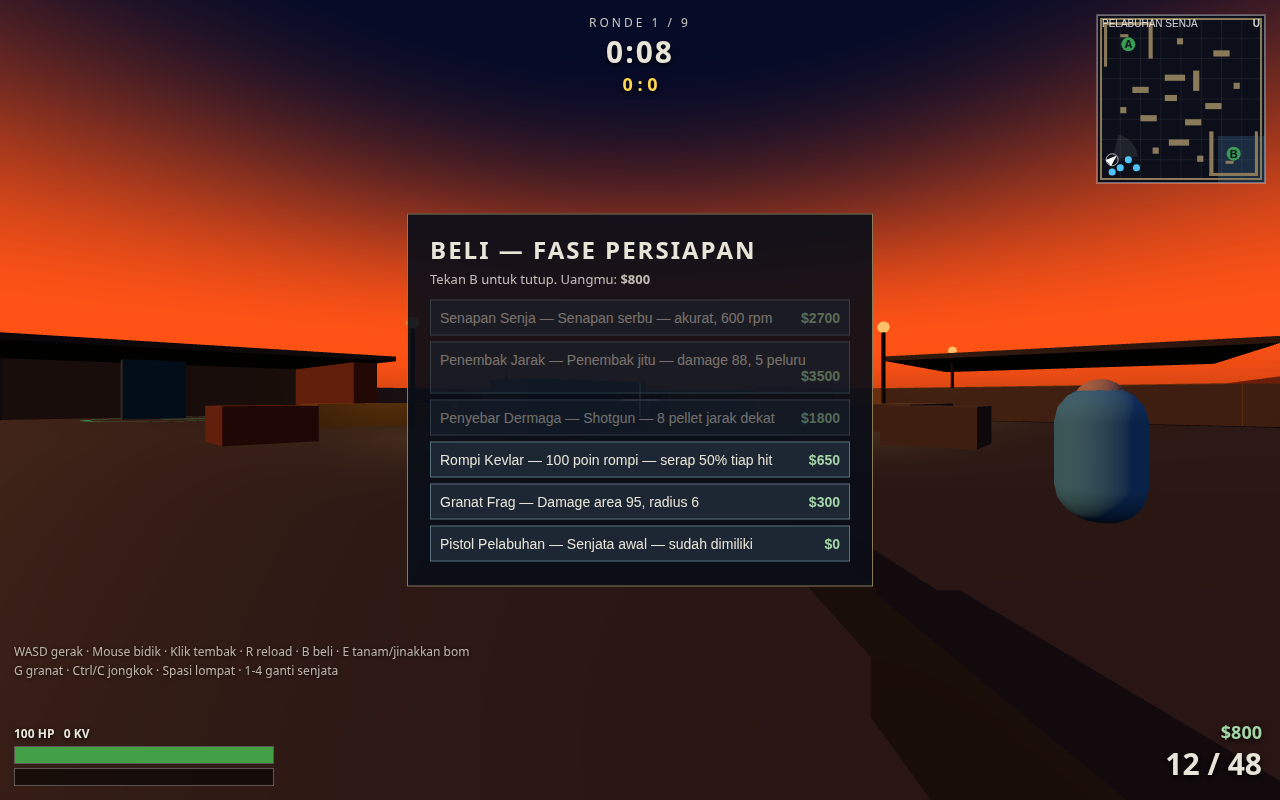 RONDE 1 / 9
0:08
0 : 0
PELABUHAN SENJA
U
A
B
BELI — FASE PERSIAPAN
Tekan B untuk tutup. Uangmu: $800
Senapan Senja — Senapan serbu — akurat, 600 rpm $2700
Penembak Jarak — Penembak jitu — damage 88, 5 peluru
$3500
Penyebar Dermaga — Shotgun — 8 pellet jarak dekat $1800
Rompi Kevlar — 100 poin rompi — serap 50% tiap hit $650
Granat Frag — Damage area 95, radius 6 $300
Pistol Pelabuhan — Senjata awal — sudah dimiliki $0
WASD gerak · Mouse bidik · Klik tembak · R reload · B beli · E tanam/jinakkan bom
G granat · Ctrl/C jongkok · Spasi lompat · 1-4 ganti senjata
100 HP 0 KV
$800
12 / 48